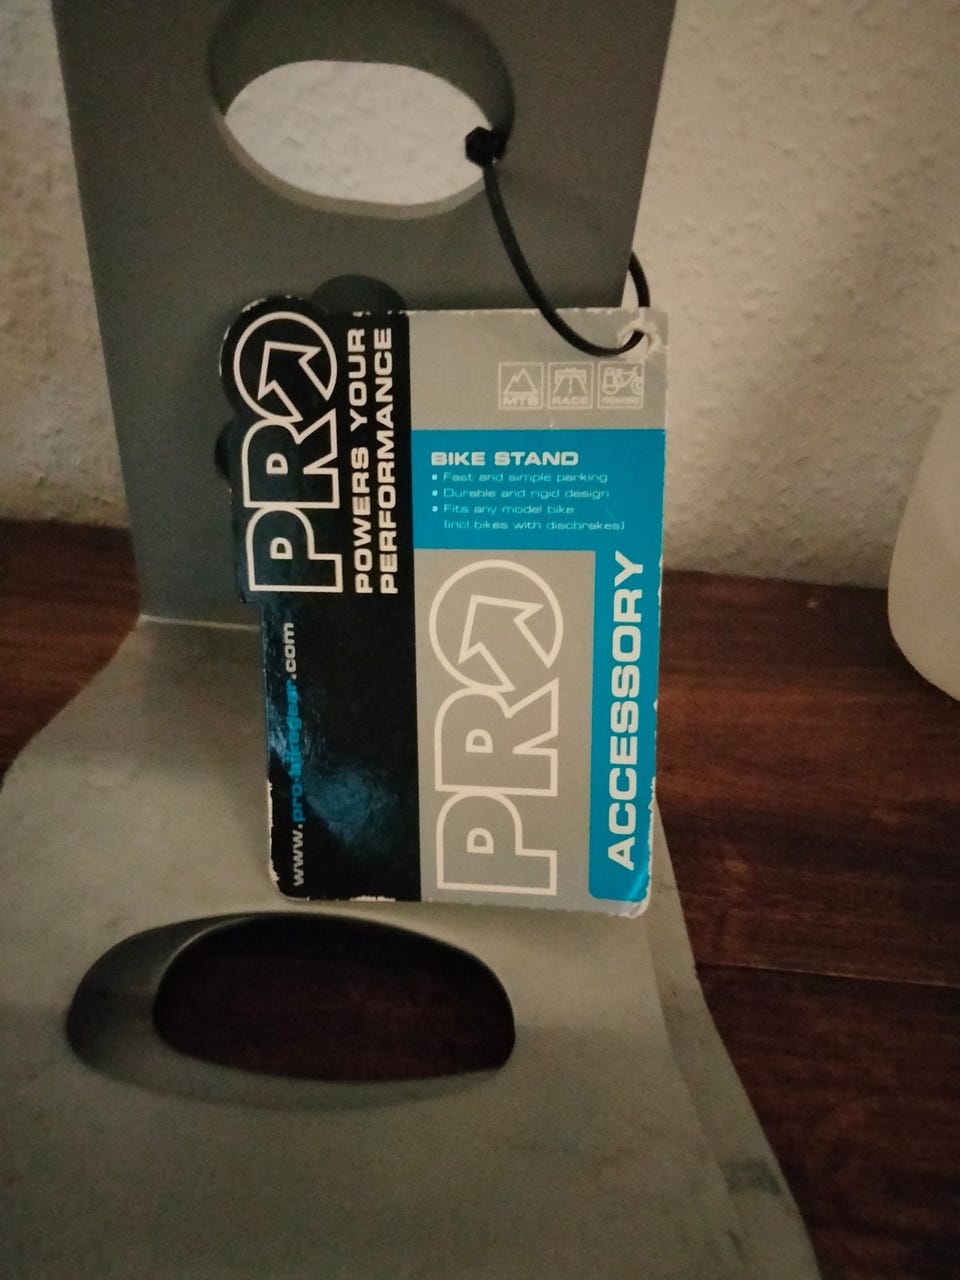 PRO
POWERS YOUR
PERFORMANCE
www.pro-bikegear.com
MTB
RACE
TREKKING
BIKE STAND
Fast and simple parking
Durable and rigid design
Fits any model bike
(incl bikes with discbrakes)
PRO
ACCESSORY